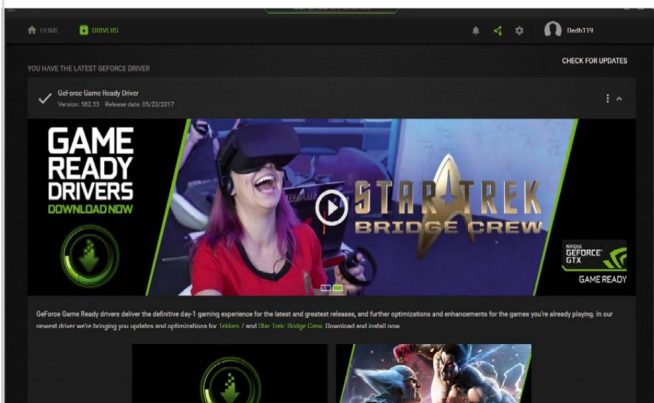 HOME
DRIVERS
Dedh119
CHECK FOR UPDATES
YOU HAVE THE LATEST GEFORCE DRIVER
GeForce Game Ready Driver
Version: 382.33 Release date: 05/22/2017
GAME
READY
DRIVERS
DOWNLOAD NOW
STAR TREK
BRIDGE CREW
NVIDIA
GEFORCE
GTX
GAME READY
GeForce Game Ready drivers deliver the definitive day-1 gaming experience for the latest and greatest releases, and further optimizations and enhancements for the games you're already playing. In our
newest driver we're bringing you updates and optimizations for Tekken 7 and Star Trek: Bridge Crew. Download and install now.